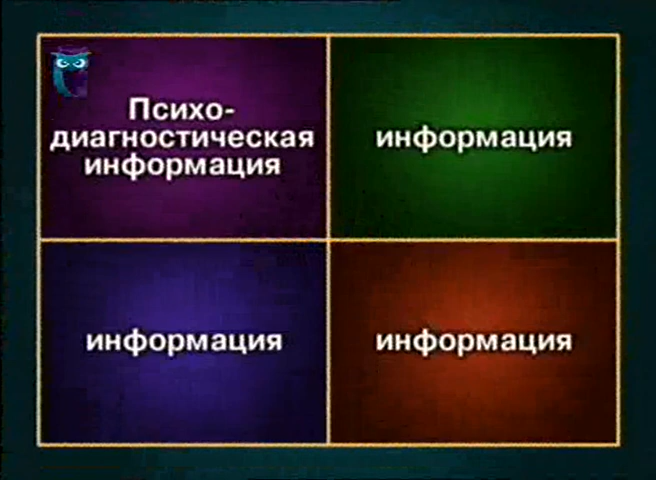 Психо-
диагностическая
информация
информация
информация
информация